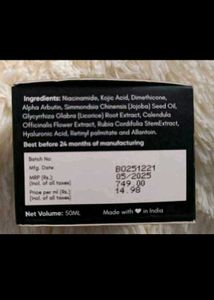 Ingredients: Niacinamide, Kojic Acid, Dimethicone,
Alpha Arbutin, Simmondsia Chinensis (Jojoba) Seed Oil,
Glycyrrhiza Glabra (Licorice) Root Extract, Calendula
Officinalis Flower Extract, Rubia Cordifolia StemExtract,
Hyaluronic Acid, Retinyl palmitate and Allantoin.
Best before 24 months of manufacturing
Batch No.
Mfg. Date
MRP (Rs.)
(Incl. of all taxes)
Price per ml (Rs.)
(Incl. of all taxes)
B0251221
05/2025
749.00
14.98
Net Volume: 50ML
Made with ♥ in India